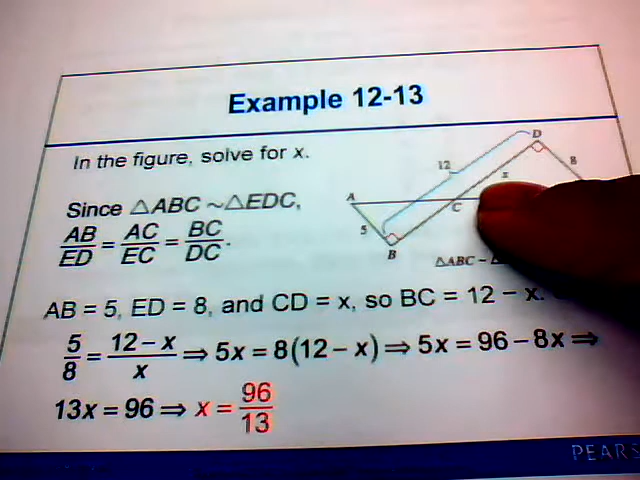 Example 12-13
In the figure, solve for x.
Since △ABC ~ △EDC,
AB/ED = AC/EC = BC/DC.
12
D
8
x
A
C
5
B
△ABC ~
AB = 5, ED = 8, and CD = x, so BC = 12 – x.
5/8 = (12 – x)/x ⇒ 5x = 8(12 – x) ⇒ 5x = 96 – 8x ⇒
13x = 96 ⇒ x = 96/13
PEARS